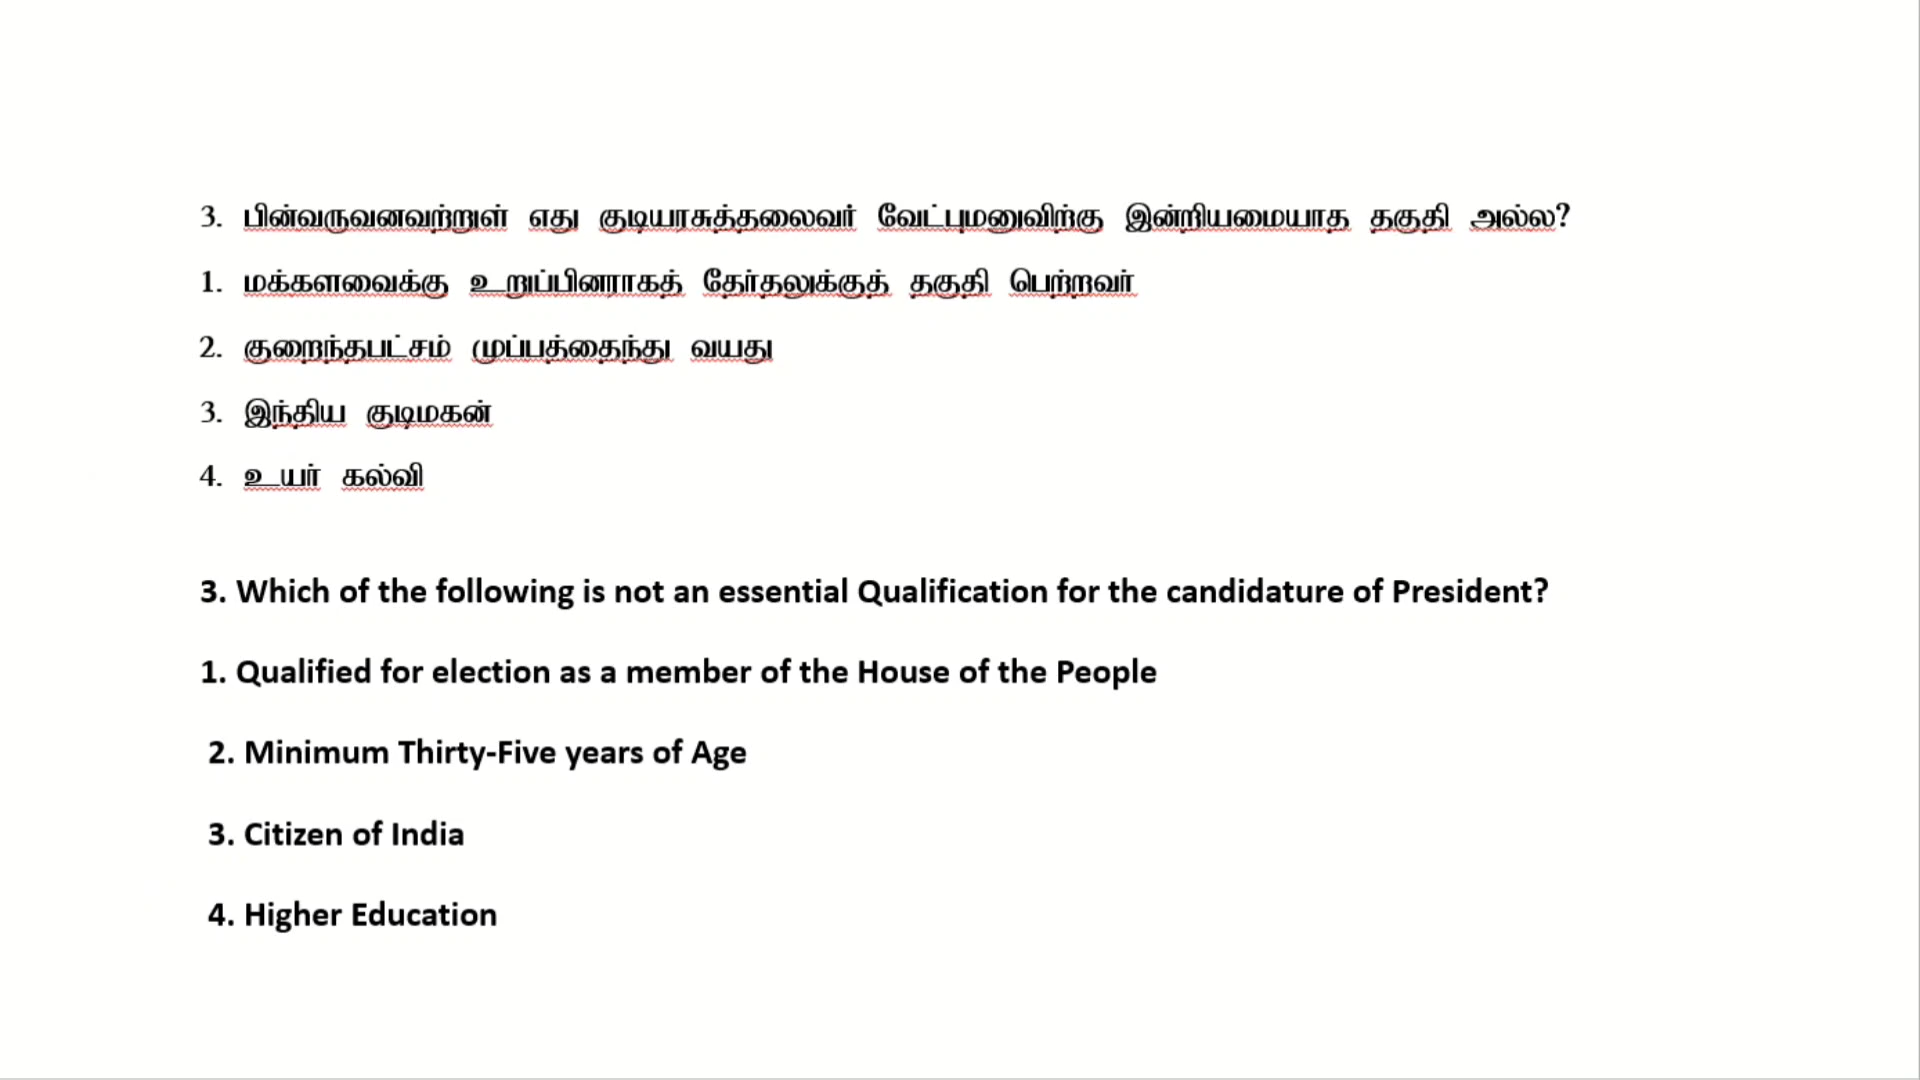 3. பின்வருவனவற்றுள் எது குடியரசுத்தலைவர் வேட்புமனுவிற்கு இன்றியமையாத தகுதி அல்ல?
1. மக்களவைக்கு உறுப்பினராகத் தேர்தலுக்குத் தகுதி பெற்றவர்
2. குறைந்தபட்சம் முப்பத்தைந்து வயது
3. இந்திய குடிமகன்
4. உயர் கல்வி
3. Which of the following is not an essential Qualification for the candidature of President?
1. Qualified for election as a member of the House of the People
2. Minimum Thirty-Five years of Age
3. Citizen of India
4. Higher Education